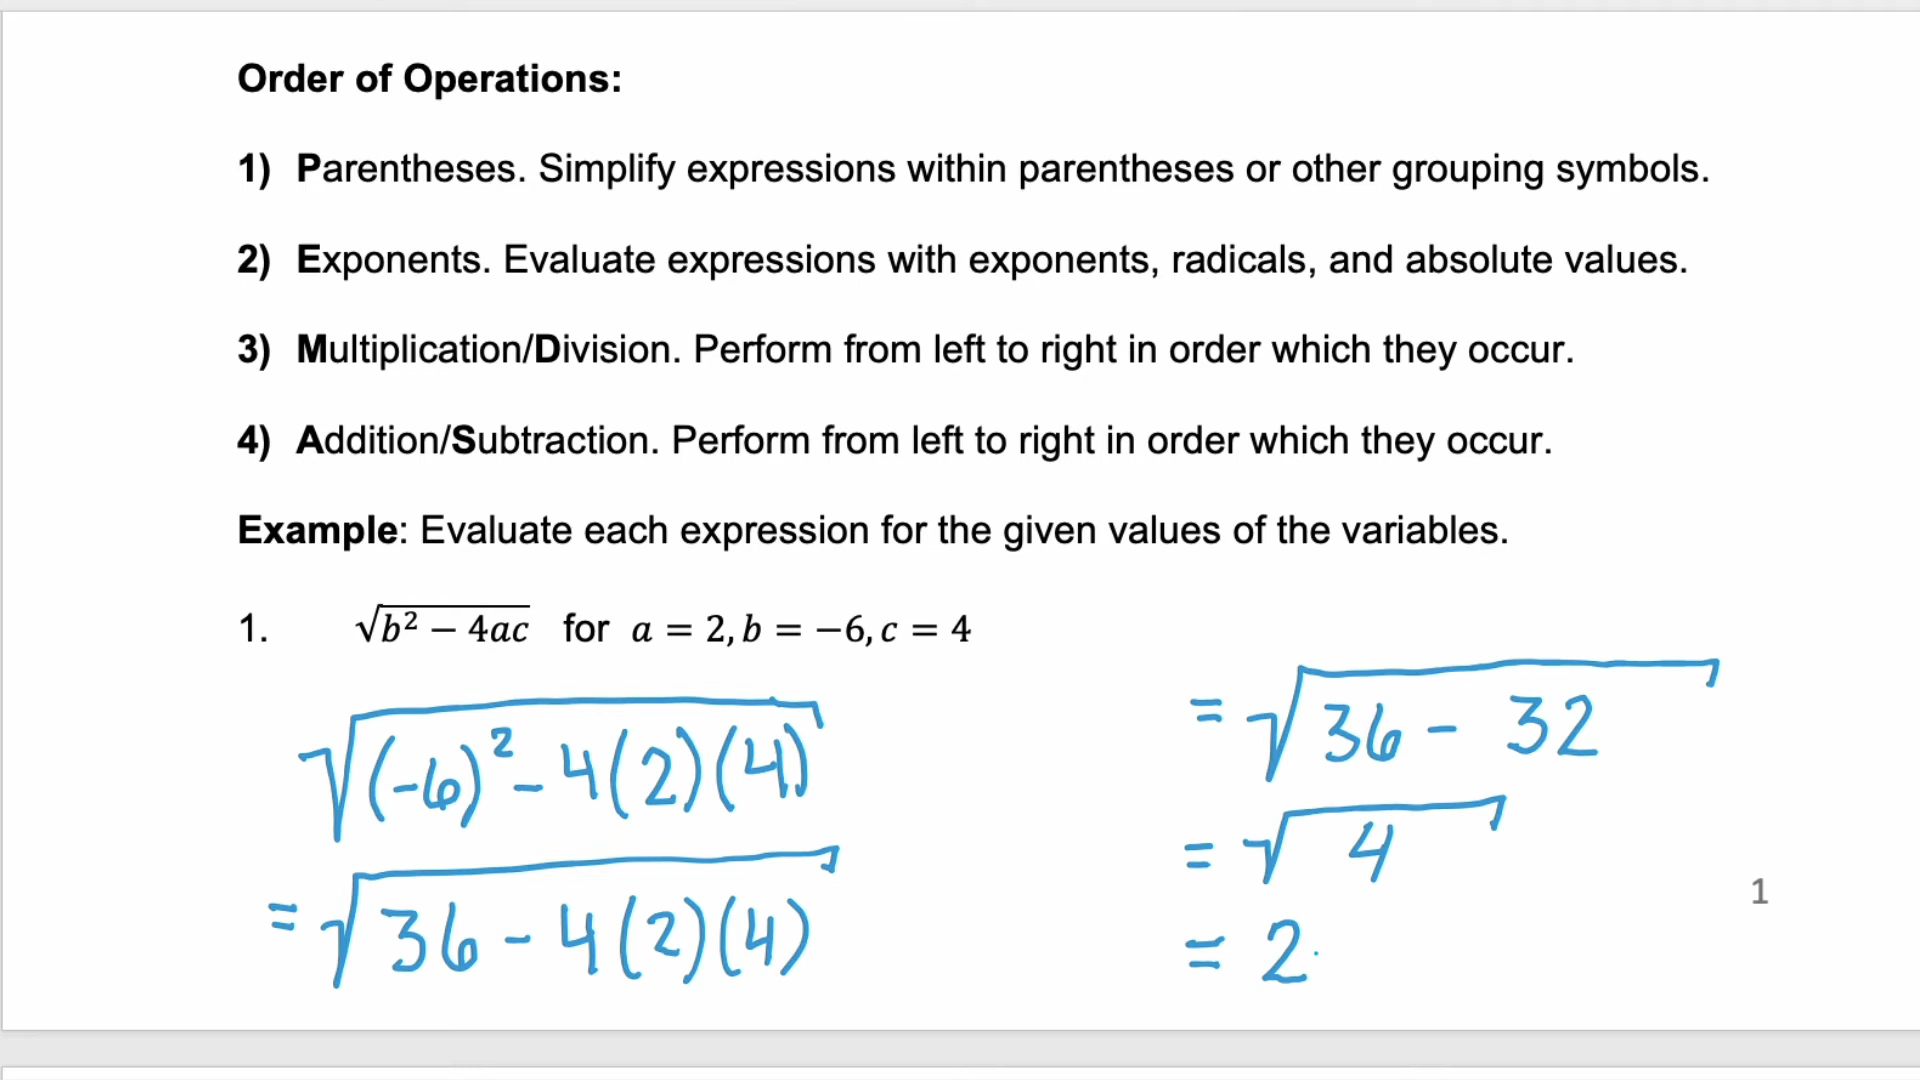 Order of Operations:
1) Parentheses. Simplify expressions within parentheses or other grouping symbols.
2) Exponents. Evaluate expressions with exponents, radicals, and absolute values.
3) Multiplication/Division. Perform from left to right in order which they occur.
4) Addition/Subtraction. Perform from left to right in order which they occur.
Example: Evaluate each expression for the given values of the variables.
1. √b² − 4ac for a = 2, b = −6, c = 4
√(-6)² - 4(2)(4)
= √36 - 4(2)(4)
= √36 - 32
= √4
= 2.
1